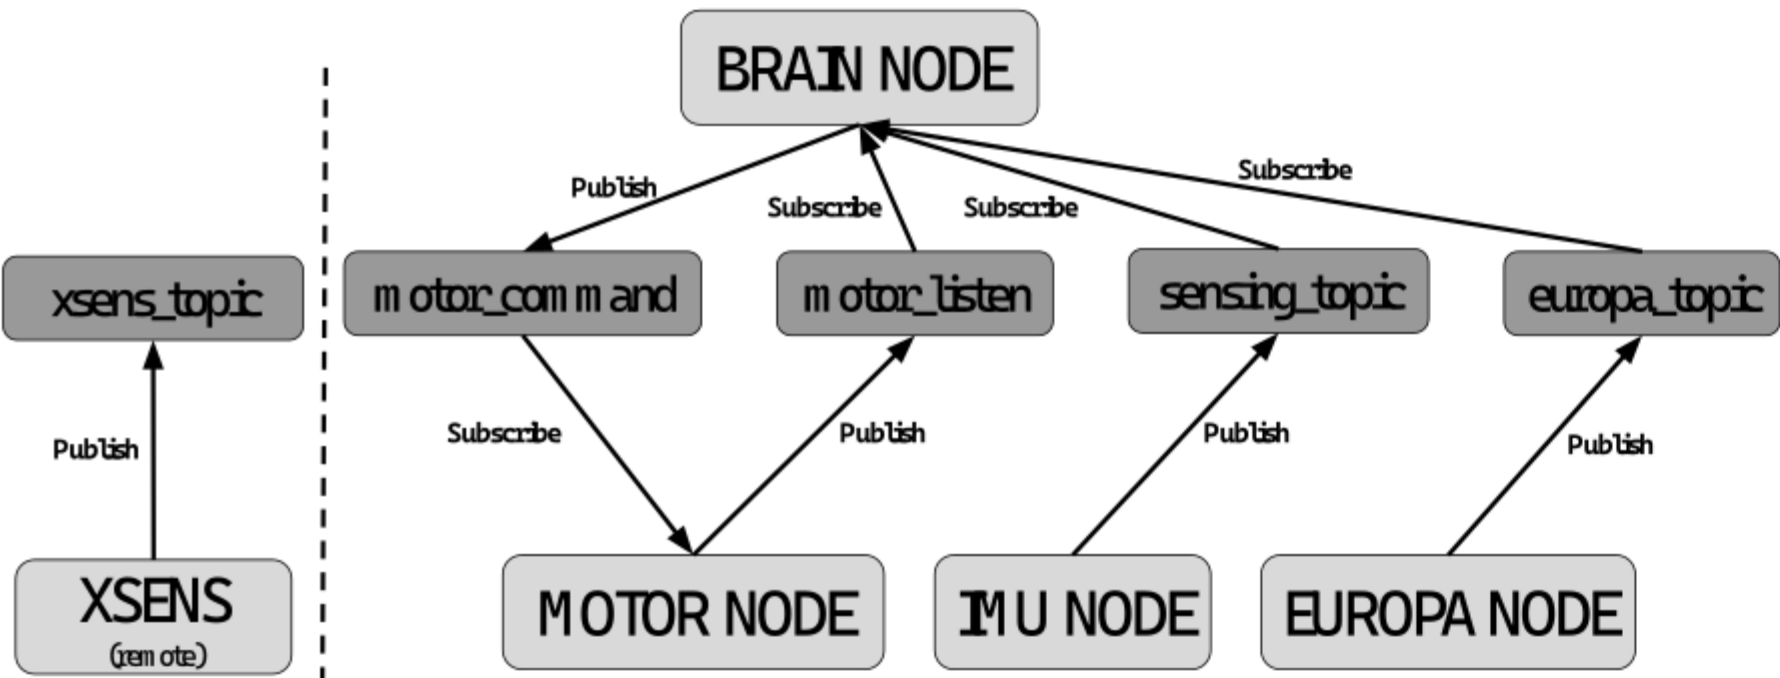 BRAIN NODE
Publish
Subscribe
Subscribe
Subscribe
xsens_topic
motor_command
motor_listen
sensing_topic
europa_topic
Publish
Subscribe
Publish
Publish
Publish
XSENS
(remote)
MOTOR NODE
IMU NODE
EUROPA NODE